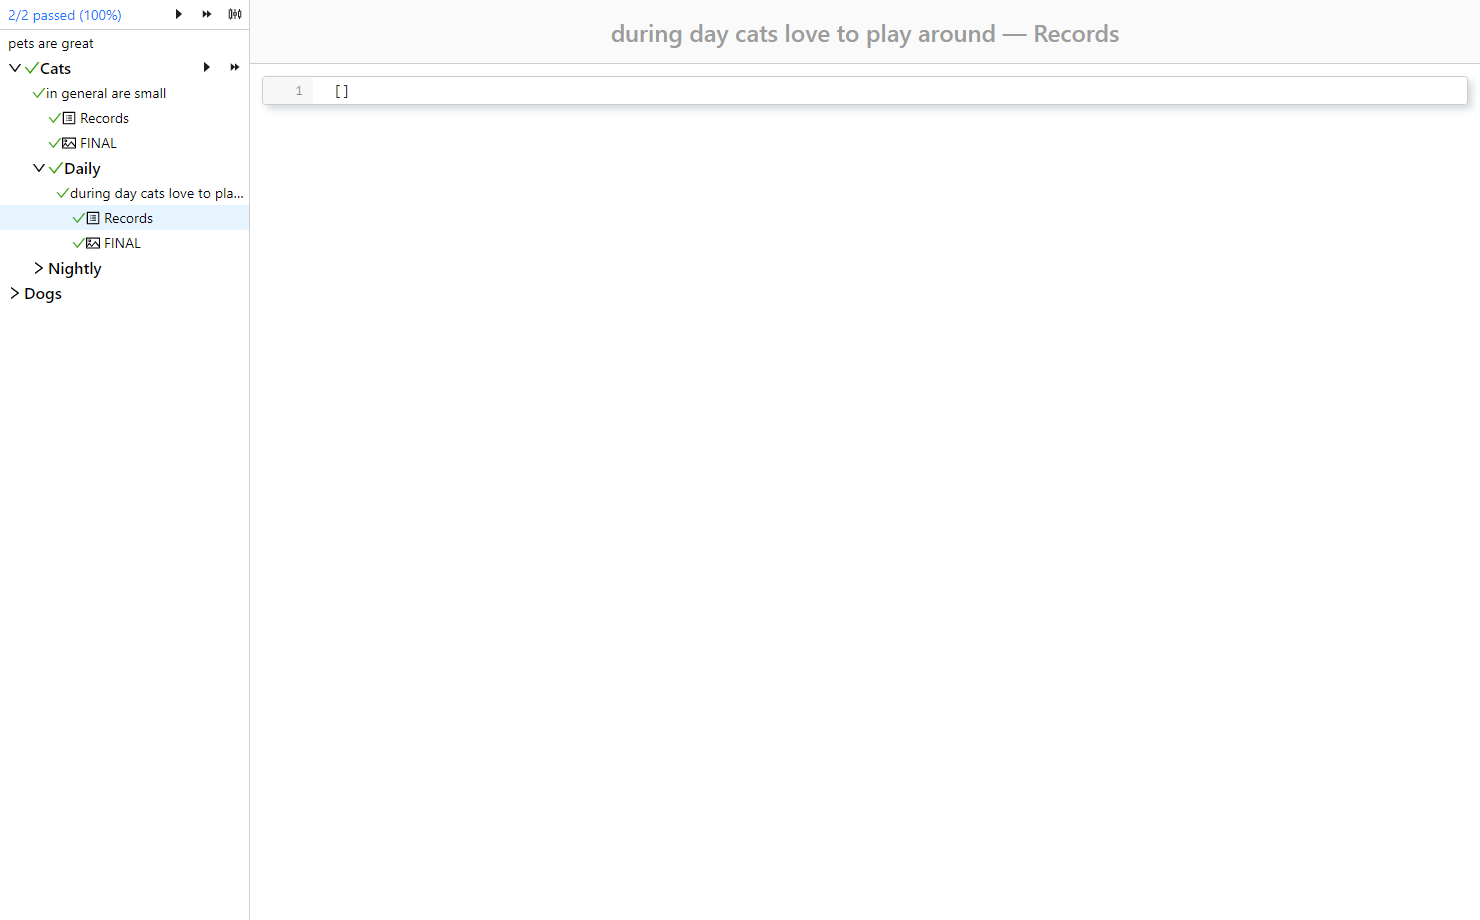 2/2 passed (100%)
pets are great
Cats
in general are small
Records
FINAL
Daily
during day cats love to pla...
Records
FINAL
Nightly
Dogs
during day cats love to play around — Records
1 []